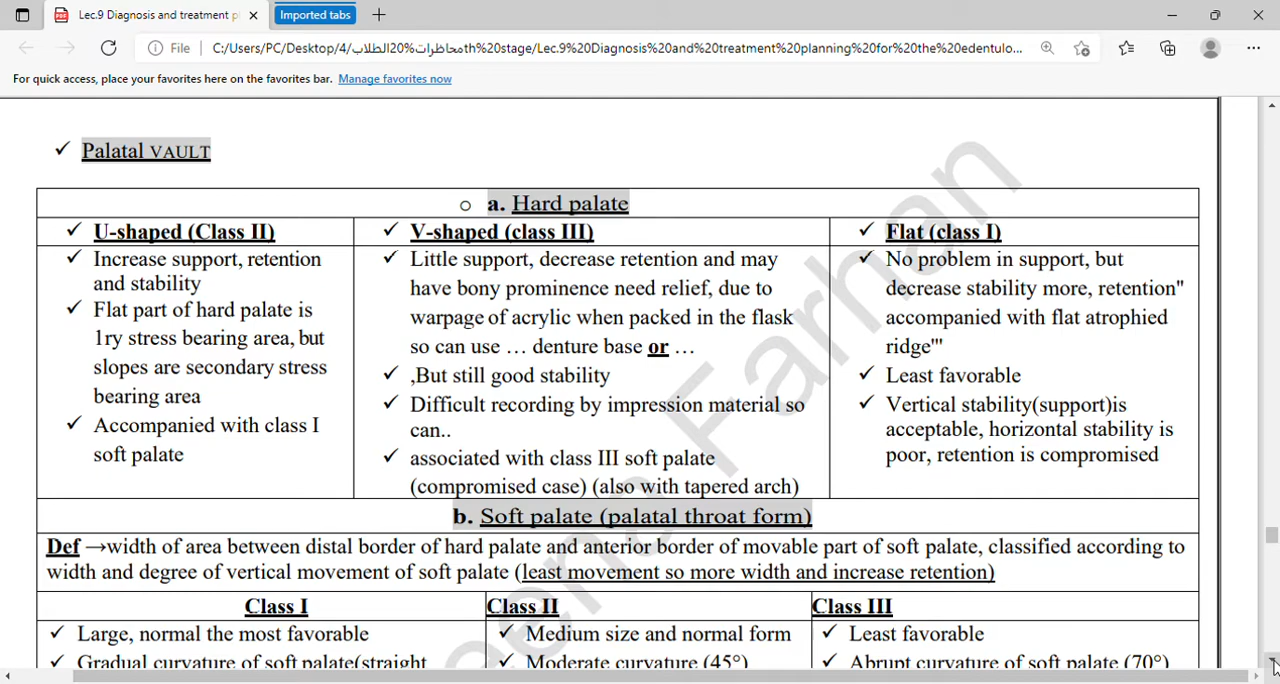 Lec.9 Diagnosis and treatment p
Imported tabs
File
C:/Users/PC/Desktop/4/محاظرات%20الطلاب/th%20stage/Lec.9%20Diagnosis%20and%20treatment%20planning%20for%20the%20edentulo...
For quick access, place your favorites here on the favorites bar. Manage favorites now
✓ Palatal VAULT
o a. Hard palate
✓ U-shaped (Class II)
✓ Increase support, retention
and stability
✓ Flat part of hard palate is
1ry stress bearing area, but
slopes are secondary stress
bearing area
✓ Accompanied with class I
soft palate
✓ V-shaped (class III)
✓ Little support, decrease retention and may
have bony prominence need relief, due to
warpage of acrylic when packed in the flask
so can use … denture base or …
✓ ,But still good stability
✓ Difficult recording by impression material so
can..
✓ associated with class III soft palate
(compromised case) (also with tapered arch)
✓ Flat (class I)
✓ No problem in support, but
decrease stability more, retention"
accompanied with flat atrophied
ridge'"
✓ Least favorable
✓ Vertical stability(support)is
acceptable, horizontal stability is
poor, retention is compromised
b. Soft palate (palatal throat form)
Def →width of area between distal border of hard palate and anterior border of movable part of soft palate, classified according to
width and degree of vertical movement of soft palate (least movement so more width and increase retention)
Class I
✓ Large, normal the most favorable
✓ Gradual curvature of soft palate(straight
Class II
✓ Medium size and normal form
✓ Moderate curvature (45°)
Class III
✓ Least favorable
✓ Abrupt curvature of soft palate (70°)
Farhan